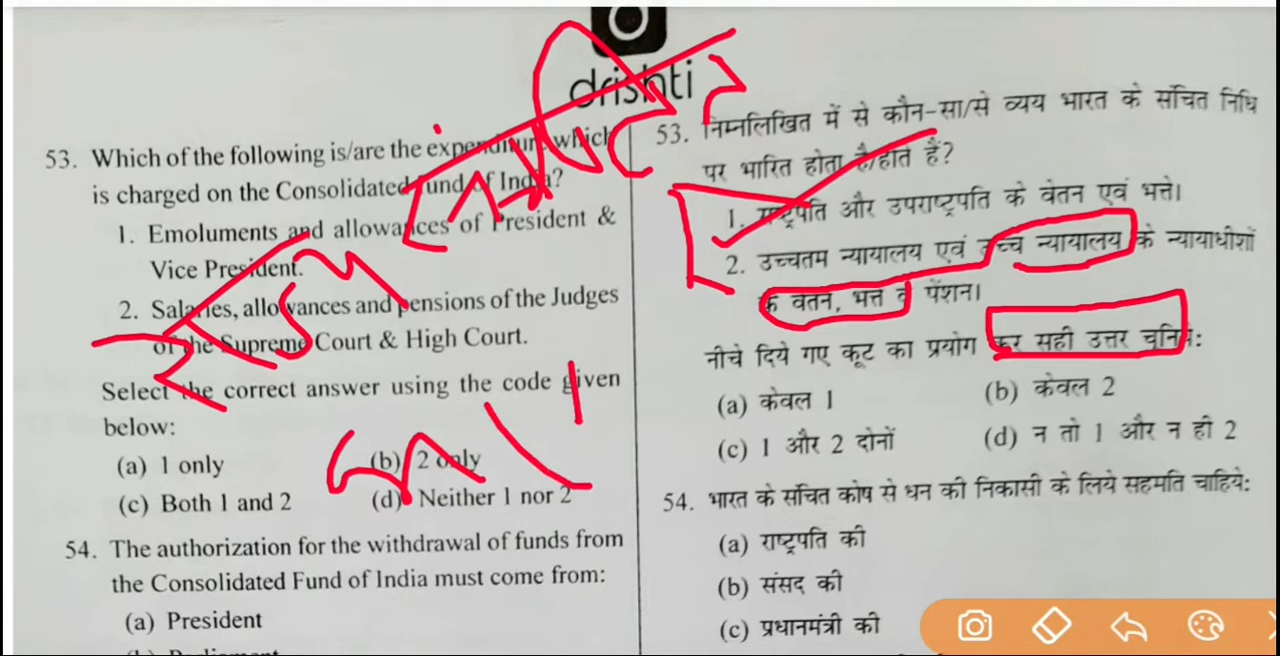 drishti
53. Which of the following is/are the expenditure which
is charged on the Consolidated Fund of India?
1. Emoluments and allowances of President &
Vice President.
2. Salaries, allowances and pensions of the Judges
of the Supreme Court & High Court.
Select the correct answer using the code given
below:
(a) 1 only
(b) 2 only
(c) Both 1 and 2
(d) Neither 1 nor 2
54. The authorization for the withdrawal of funds from
the Consolidated Fund of India must come from:
(a) President
53. निम्नलिखित में से कौन-सा/से व्यय भारत के संचित निधि
पर भारित होता है/होते हैं?
1. राष्ट्रपति और उपराष्ट्रपति के वेतन एवं भत्ते।
2. उच्चतम न्यायालय एवं उच्च न्यायालय के न्यायाधीशों
के वेतन, भत्ते व पेंशन।
नीचे दिये गए कूट का प्रयोग कर सही उत्तर चुनिये:
(a) केवल 1
(b) केवल 2
(c) 1 और 2 दोनों
(d) न तो 1 और न ही 2
54. भारत के संचित कोष से धन की निकासी के लिये सहमति चाहिये:
(a) राष्ट्रपति की
(b) संसद की
(c) प्रधानमंत्री की